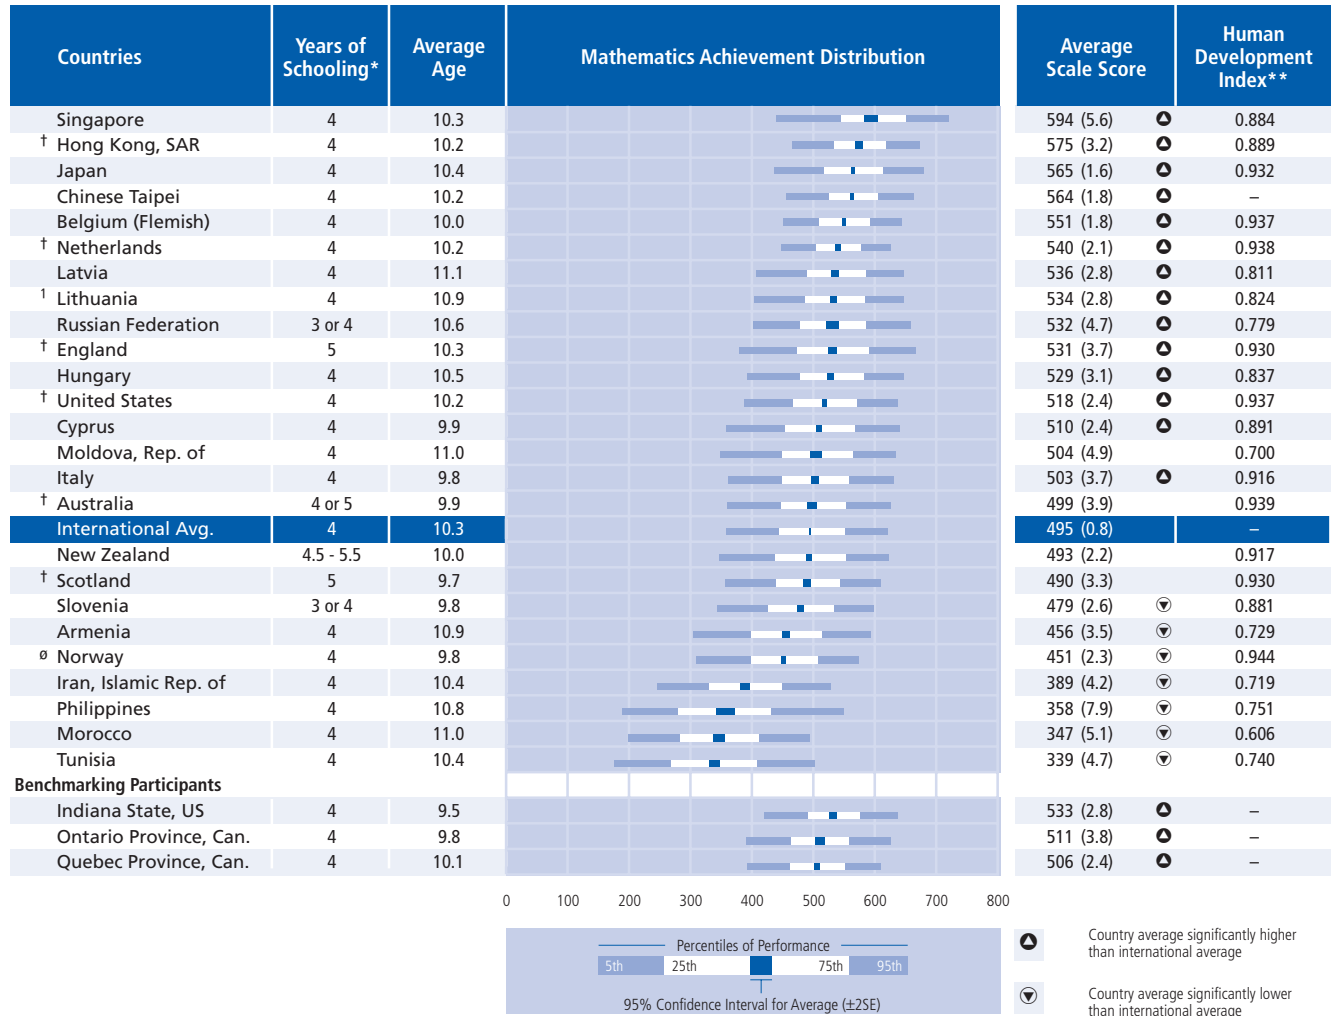 Countries Years of Schooling* Average Age Mathematics Achievement Distribution Average Scale Score Human Development Index**
Singapore 4 10.3 594 (5.6) 0.884
† Hong Kong, SAR 4 10.2 575 (3.2) 0.889
Japan 4 10.4 565 (1.6) 0.932
Chinese Taipei 4 10.2 564 (1.8) –
Belgium (Flemish) 4 10.0 551 (1.8) 0.937
† Netherlands 4 10.2 540 (2.1) 0.938
Latvia 4 11.1 536 (2.8) 0.811
¹ Lithuania 4 10.9 534 (2.8) 0.824
Russian Federation 3 or 4 10.6 532 (4.7) 0.779
† England 5 10.3 531 (3.7) 0.930
Hungary 4 10.5 529 (3.1) 0.837
† United States 4 10.2 518 (2.4) 0.937
Cyprus 4 9.9 510 (2.4) 0.891
Moldova, Rep. of 4 11.0 504 (4.9) 0.700
Italy 4 9.8 503 (3.7) 0.916
† Australia 4 or 5 9.9 499 (3.9) 0.939
International Avg. 4 10.3 495 (0.8) –
New Zealand 4.5 - 5.5 10.0 493 (2.2) 0.917
† Scotland 5 9.7 490 (3.3) 0.930
Slovenia 3 or 4 9.8 479 (2.6) 0.881
Armenia 4 10.9 456 (3.5) 0.729
ø Norway 4 9.8 451 (2.3) 0.944
Iran, Islamic Rep. of 4 10.4 389 (4.2) 0.719
Philippines 4 10.8 358 (7.9) 0.751
Morocco 4 11.0 347 (5.1) 0.606
Tunisia 4 10.4 339 (4.7) 0.740
Benchmarking Participants
Indiana State, US 4 9.5 533 (2.8) –
Ontario Province, Can. 4 9.8 511 (3.8) –
Quebec Province, Can. 4 10.1 506 (2.4) –
0 100 200 300 400 500 600 700 800
Percentiles of Performance
5th 25th 75th 95th
95% Confidence Interval for Average (±2SE)
Country average significantly higher
than international average
Country average significantly lower
than international average